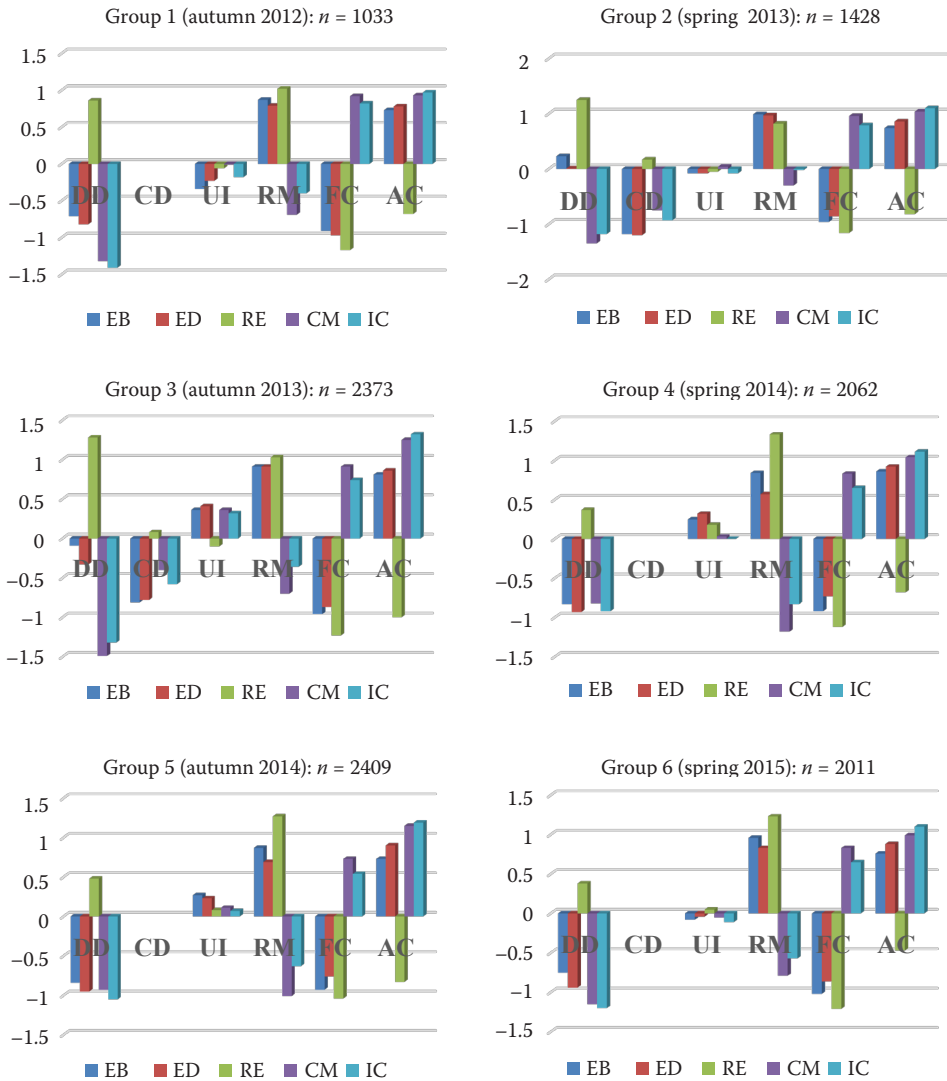 Group 1 (autumn 2012): n = 1033
1.5
1
0.5
0
−0.5
−1
−1.5
DD CD UI RM FC AC
EB ED RE CM IC
Group 2 (spring 2013): n = 1428
2
1
0
−1
−2
DD CD UI RM FC AC
EB ED RE CM IC
Group 3 (autumn 2013): n = 2373
1.5
1
0.5
0
−0.5
−1
−1.5
DD CD UI RM FC AC
EB ED RE CM IC
Group 4 (spring 2014): n = 2062
1.5
1
0.5
0
−0.5
−1
−1.5
DD CD UI RM FC AC
EB ED RE CM IC
Group 5 (autumn 2014): n = 2409
1.5
1
0.5
0
−0.5
−1
−1.5
DD CD UI RM FC AC
EB ED RE CM IC
Group 6 (spring 2015): n = 2011
1.5
1
0.5
0
−0.5
−1
−1.5
DD CD UI RM FC AC
EB ED RE CM IC